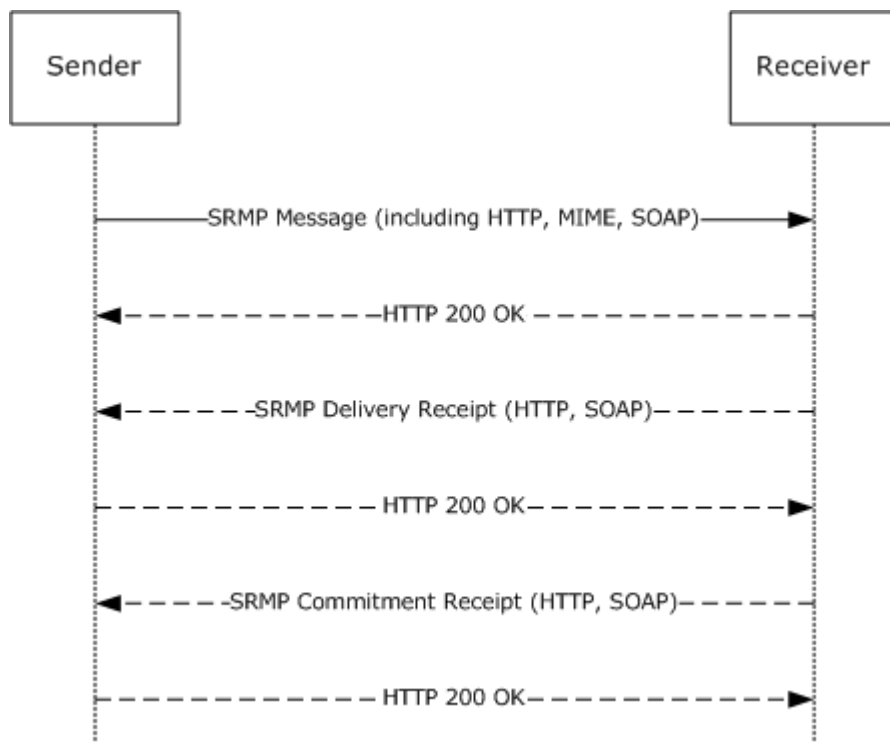 Sender
Receiver
SRMP Message (including HTTP, MIME, SOAP)
HTTP 200 OK
SRMP Delivery Receipt (HTTP, SOAP)
HTTP 200 OK
SRMP Commitment Receipt (HTTP, SOAP)
HTTP 200 OK